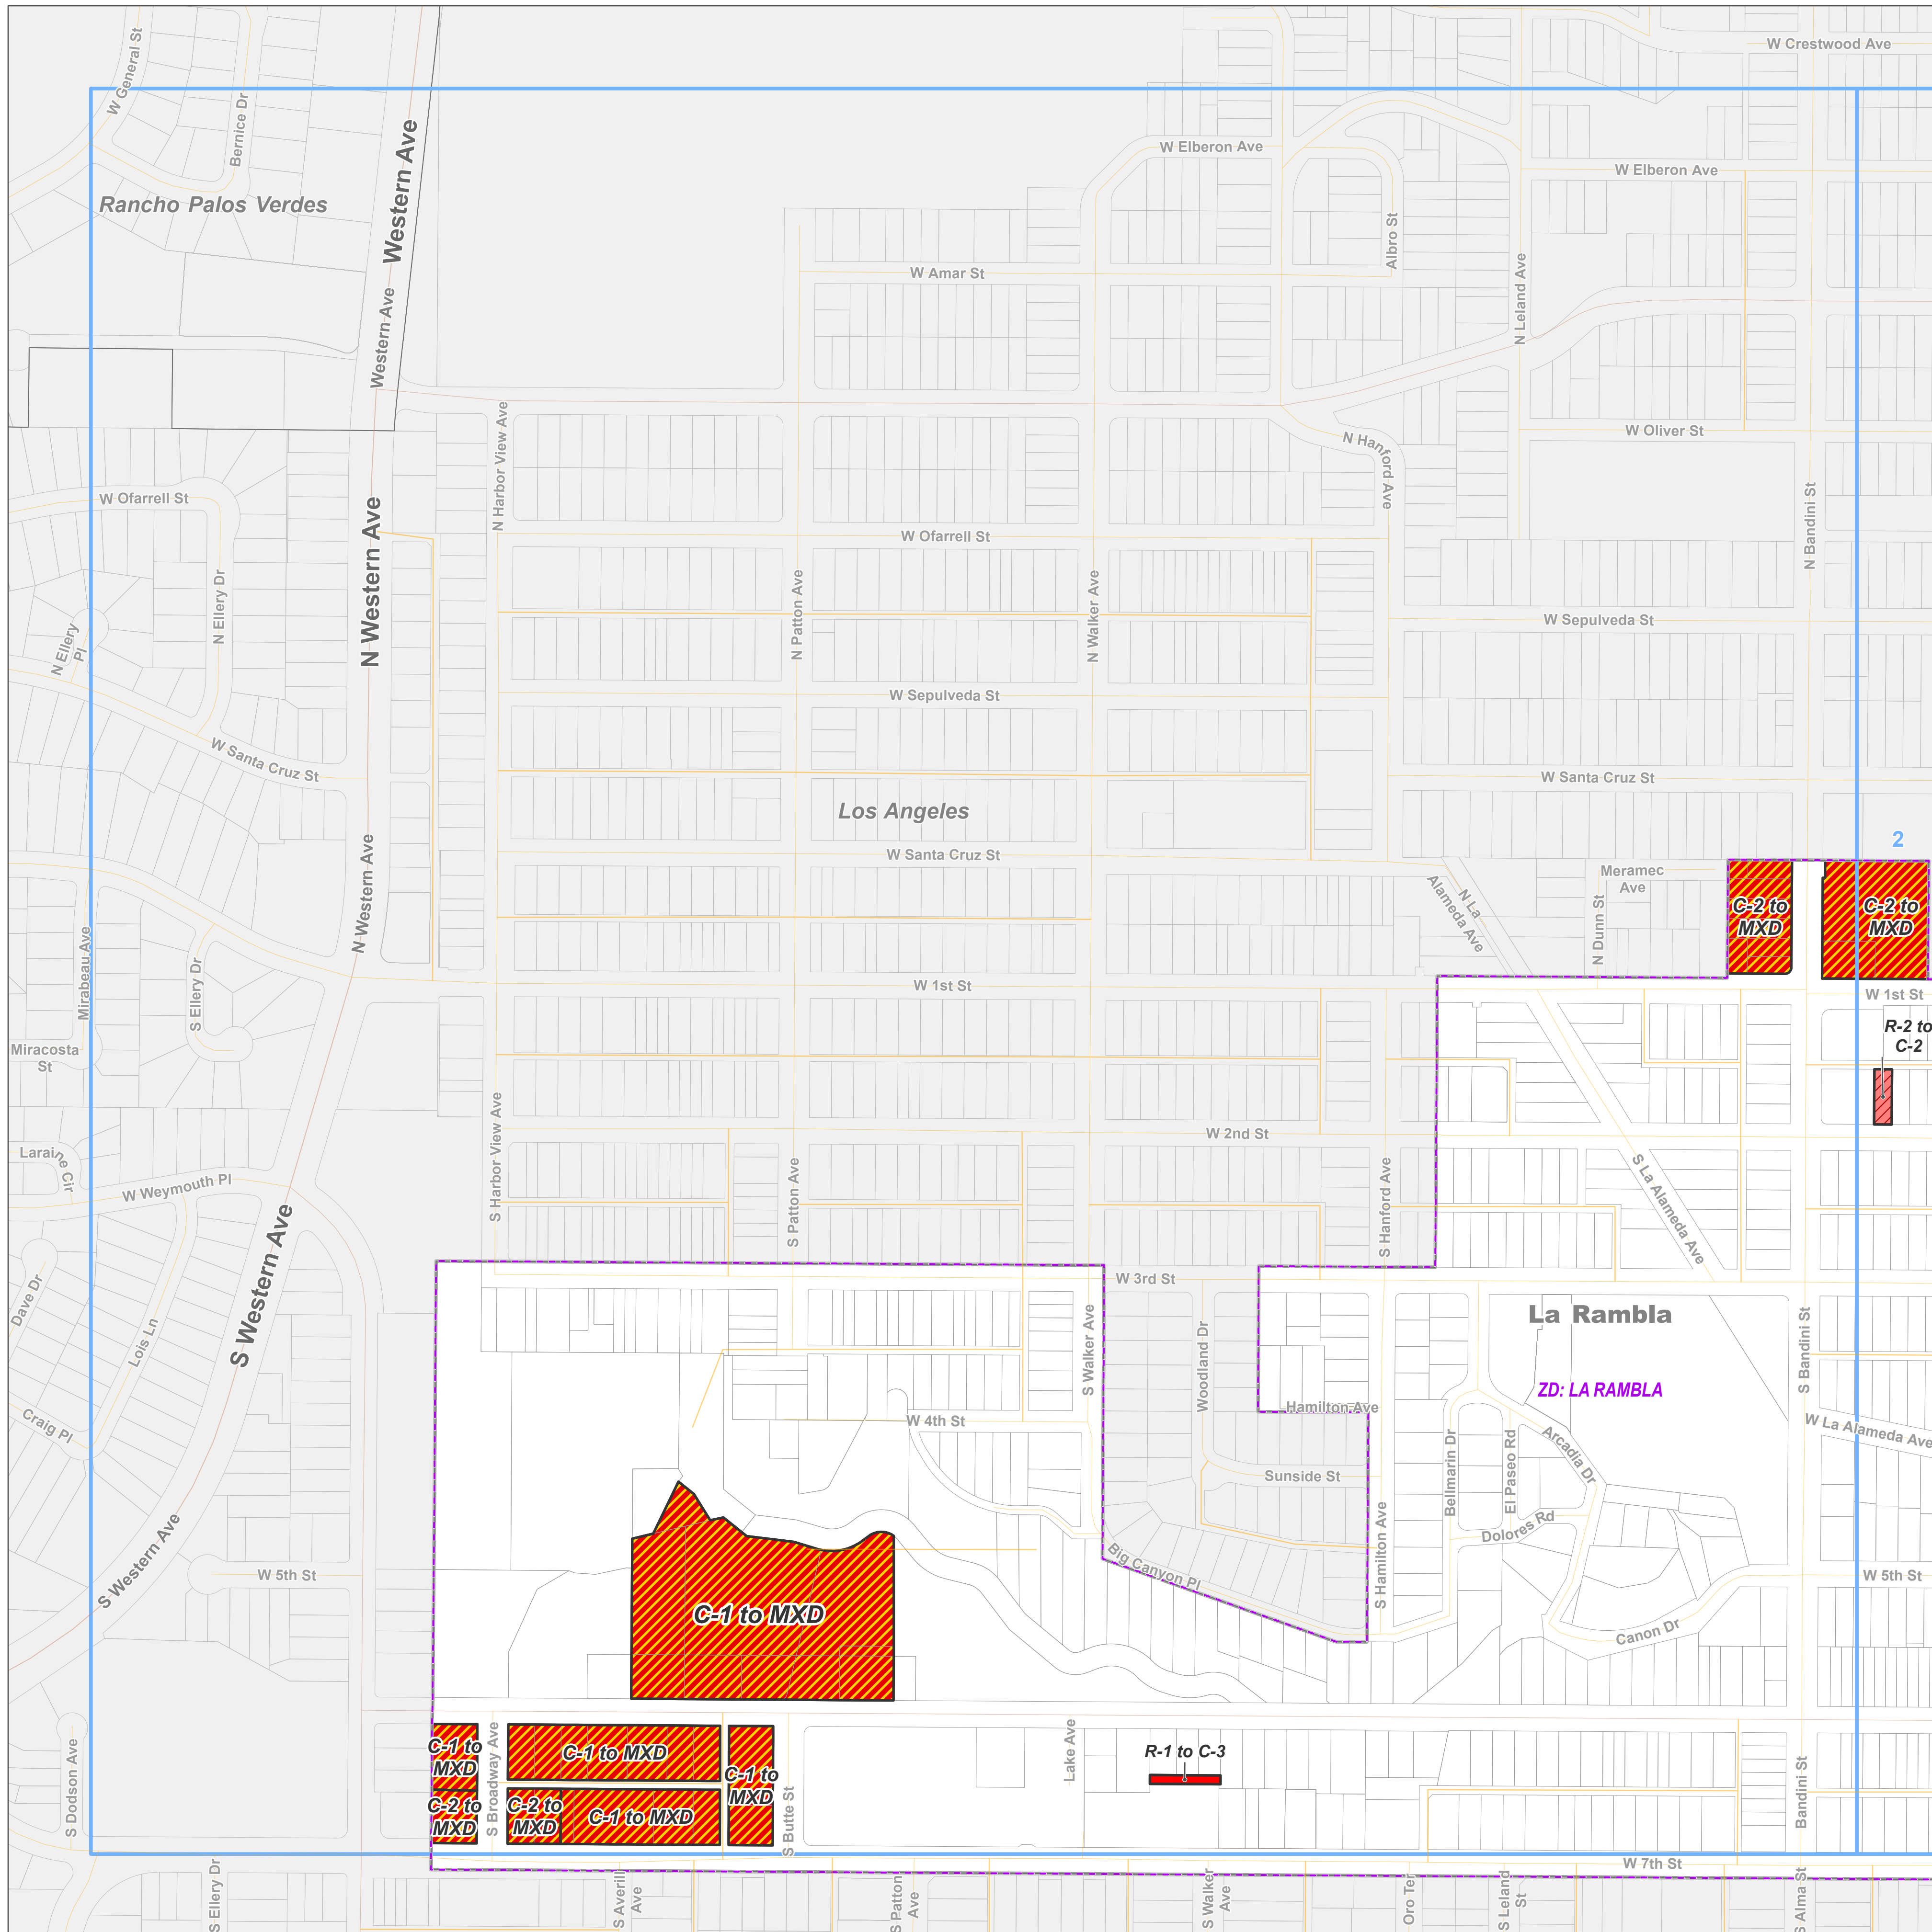 W Crestwood Ave
W General St
Bernice Dr
Western Ave
W Elberon Ave
W Elberon Ave
Rancho Palos Verdes
Albro St
W Amar St
N Leland Ave
Western Ave
N Harbor View Ave
W Oliver St
N Hanford Ave
W Ofarrell St
N Western Ave
N Bandini St
W Ofarrell St
N Ellery Dr
N Patton Ave
N Walker Ave
W Sepulveda St
N Ellery
Pl
W Sepulveda St
W Santa Cruz St
W Santa Cruz St
Los Angeles
2
W Santa Cruz St
N Western Ave
Meramec
Ave
N La
Alameda Ave
N Dunn St
C-2 to
MXD
C-2 to
MXD
Mirabeau Ave
S Ellery Dr
W 1st St
W 1st St
R-2 to
C-2
Miracosta
St
W 2nd St
Laraine Cir
W Weymouth Pl
S Harbor View Ave
S Patton Ave
S Hanford Ave
S La Alameda Ave
S Western Ave
W 3rd St
Dave Dr
Lois Ln
La Rambla
S Walker Ave
Woodland Dr
S Bandini St
ZD: LA RAMBLA
Hamilton Ave
Craig Pl
W 4th St
W La Alameda Ave
Arcadia Dr
Bellmarin Dr
El Paseo Rd
Sunside St
Dolores Rd
S Western Ave
W 5th St
Big Canyon Pl
S Hamilton Ave
W 5th St
C-1 to MXD
Canon Dr
S Dodson Ave
C-1 to
MXD
S Broadway Ave
C-1 to MXD
C-1 to
MXD
Lake Ave
R-1 to C-3
C-2 to
MXD
C-2 to
MXD
C-1 to MXD
S Butte St
Bandini St
W 7th St
S Ellery Dr
S Averill
Ave
S Patton
Ave
S Walker
Ave
Oro Ter
S Leland
St
S Alma St